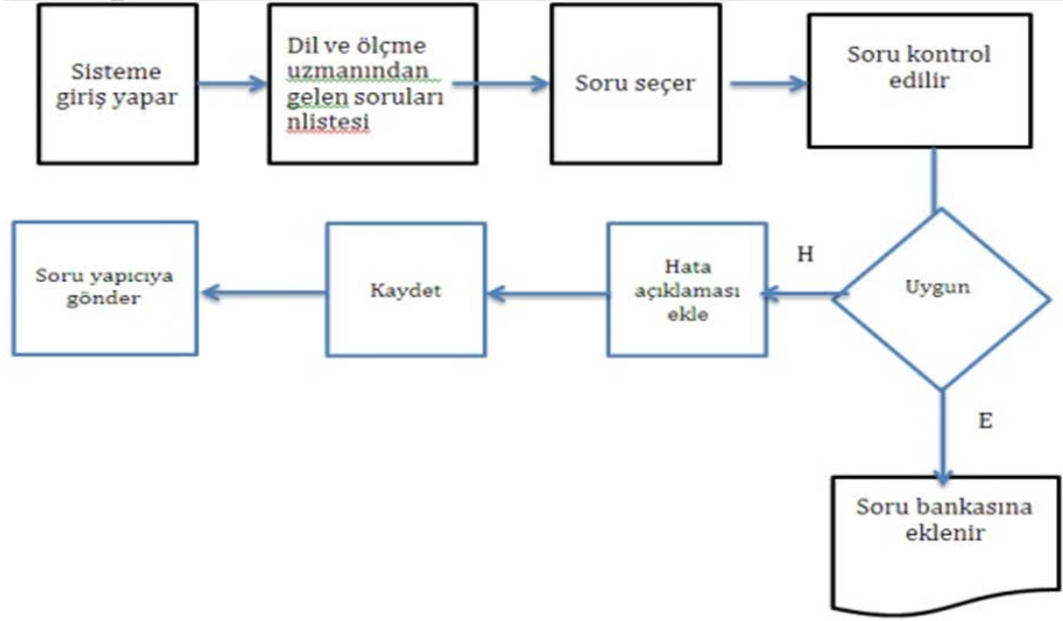 Sisteme
giriş yapar
Dil ve ölçme
uzmanından
gelen soruları
nlistesi
Soru seçer
Soru kontrol
edilir
Uygun
H
Hata
açıklaması
ekle
Kaydet
Soru yapıcıya
gönder
E
Soru bankasına
eklenir